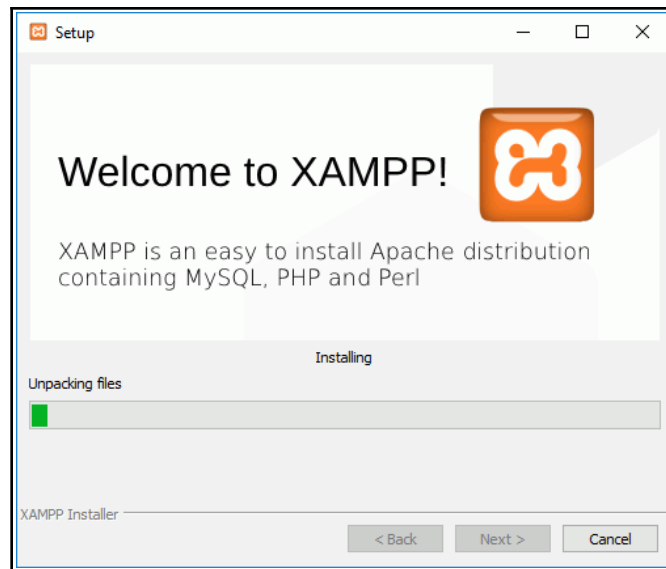 Setup
Welcome to XAMPP!
XAMPP is an easy to install Apache distribution
containing MySQL, PHP and Perl
Installing
Unpacking files
XAMPP Installer
< Back
Next >
Cancel